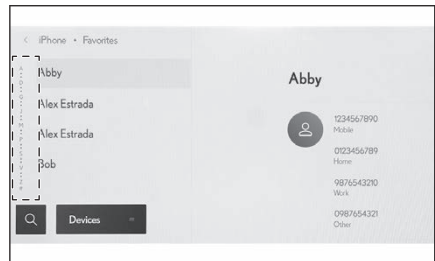 iPhone • Favorites
Abby
Alex Estrada
Alex Estrada
Bob
Devices
Abby
1234567890
Mobile
0123456789
Home
9876543210
Work
0987654321
Other